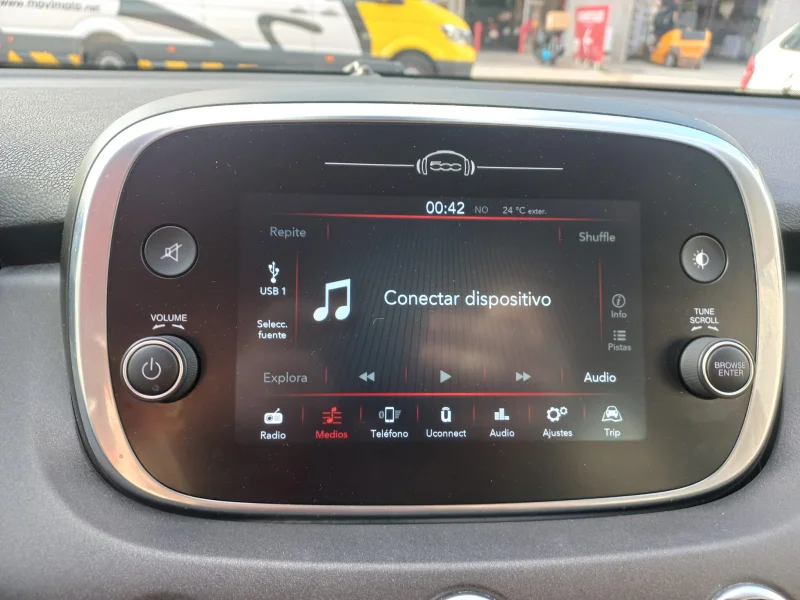 www.movimoto.net
500
00:42 NO 24 °C exter.
Repite
Shuffle
USB 1
Conectar dispositivo
Selecc.
fuente
Info
Pistas
VOLUME
TUNE
SCROLL
BROWSE
ENTER
Explora
Audio
Radio
Medios
Teléfono
Uconnect
Audio
Ajustes
Trip